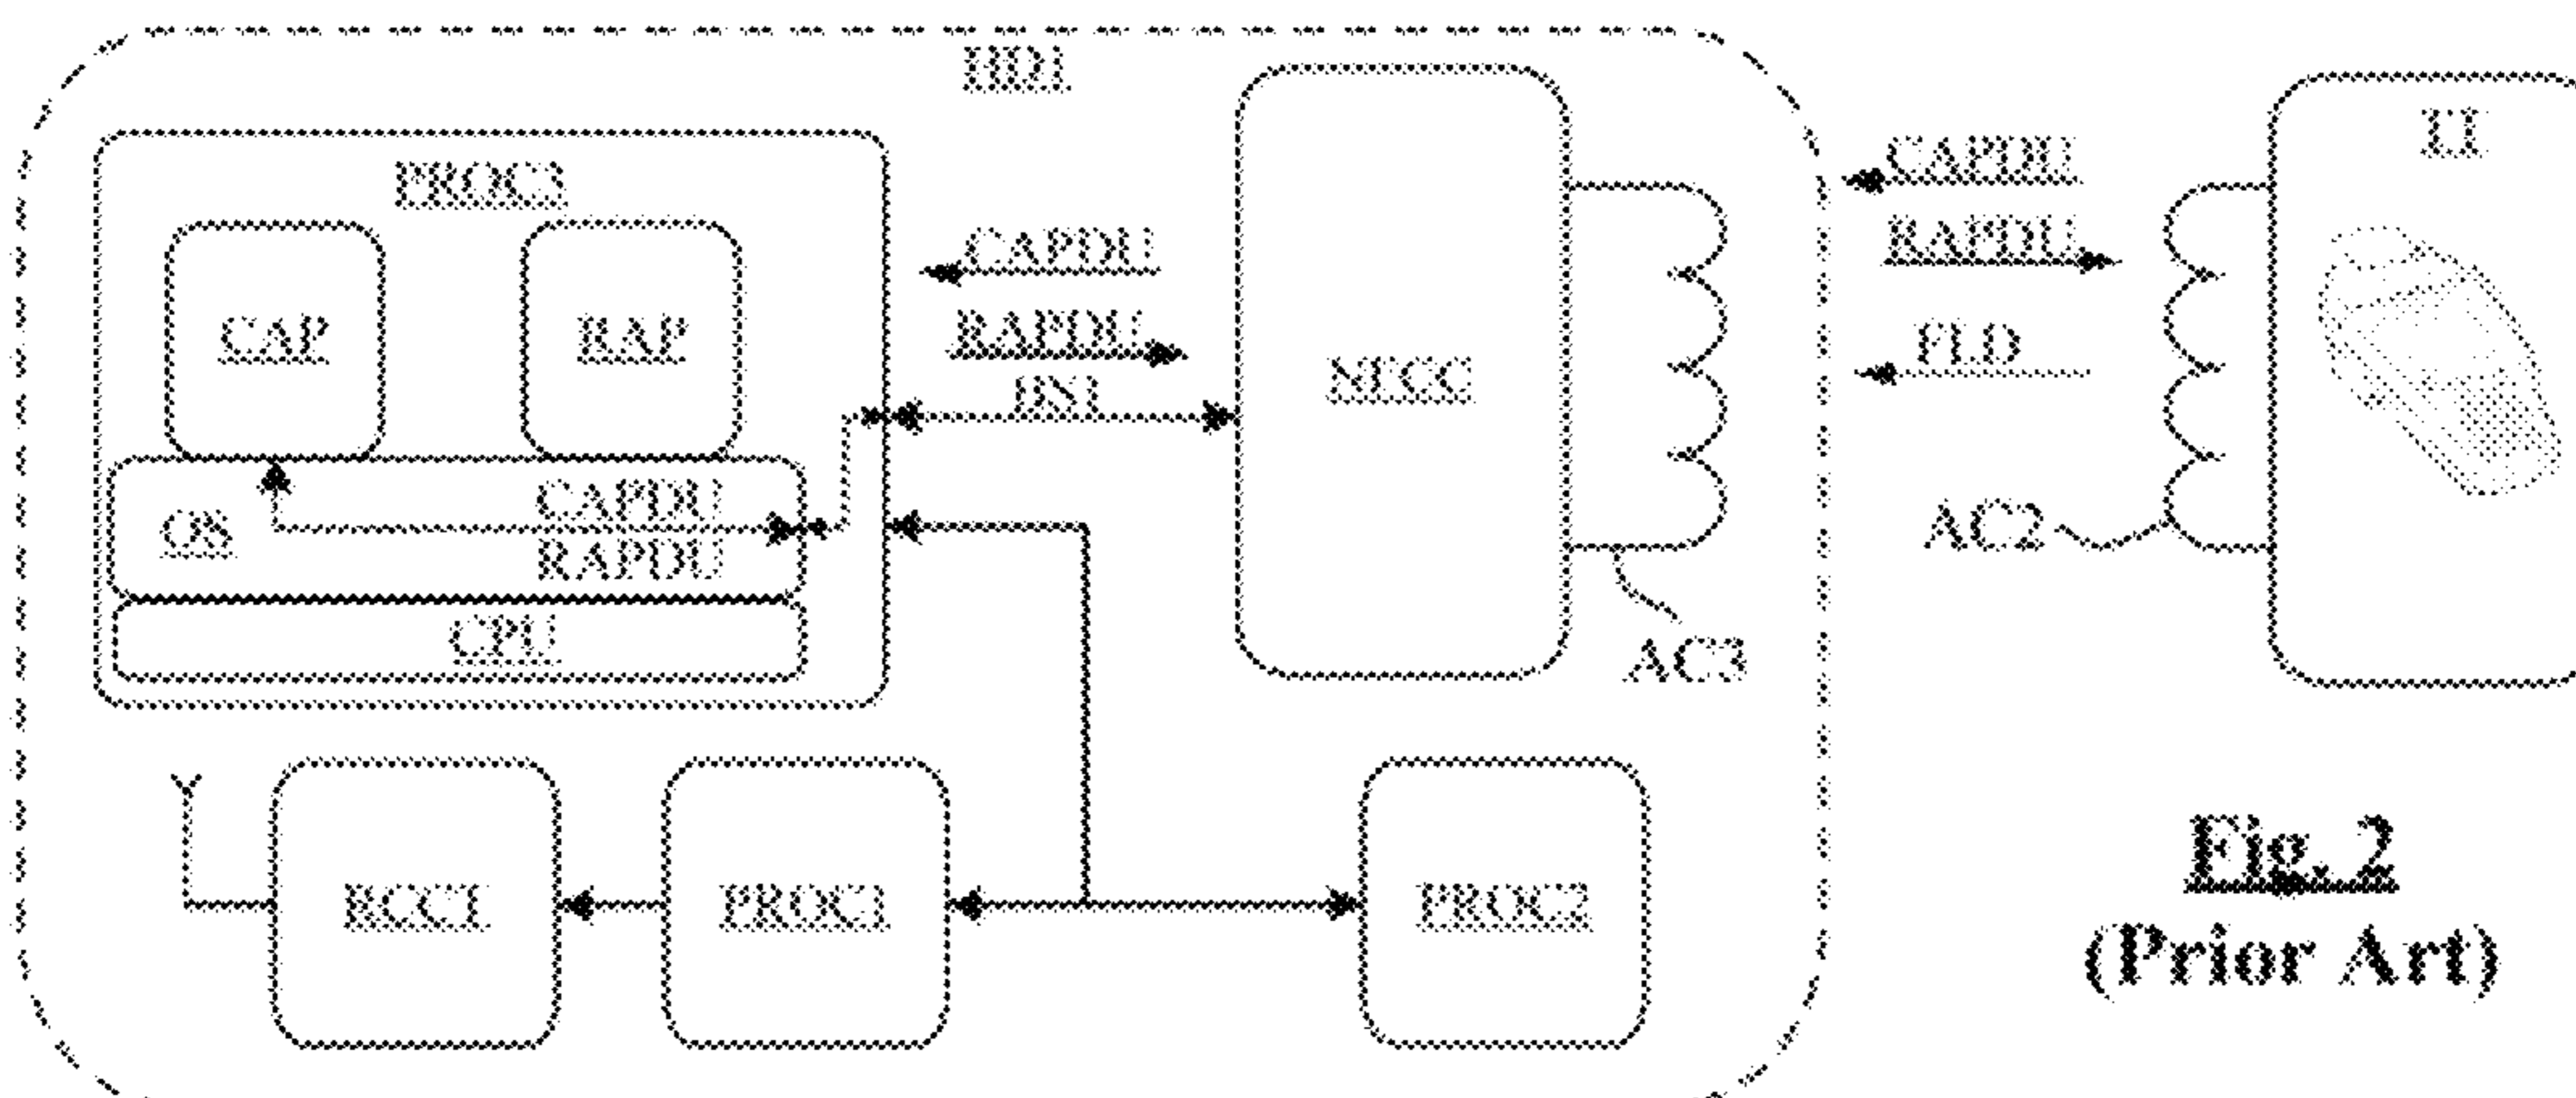 HD1
PROC3
CAP
RAP
OS
CAPDU
RAPDU
CPU
CAPDU
RAPDU
BS1
NFCC
AC3
CAPDU
RAPDU
FLD
AC2
RCC1
PROC1
PROC2
Fig. 2
(Prior Art)